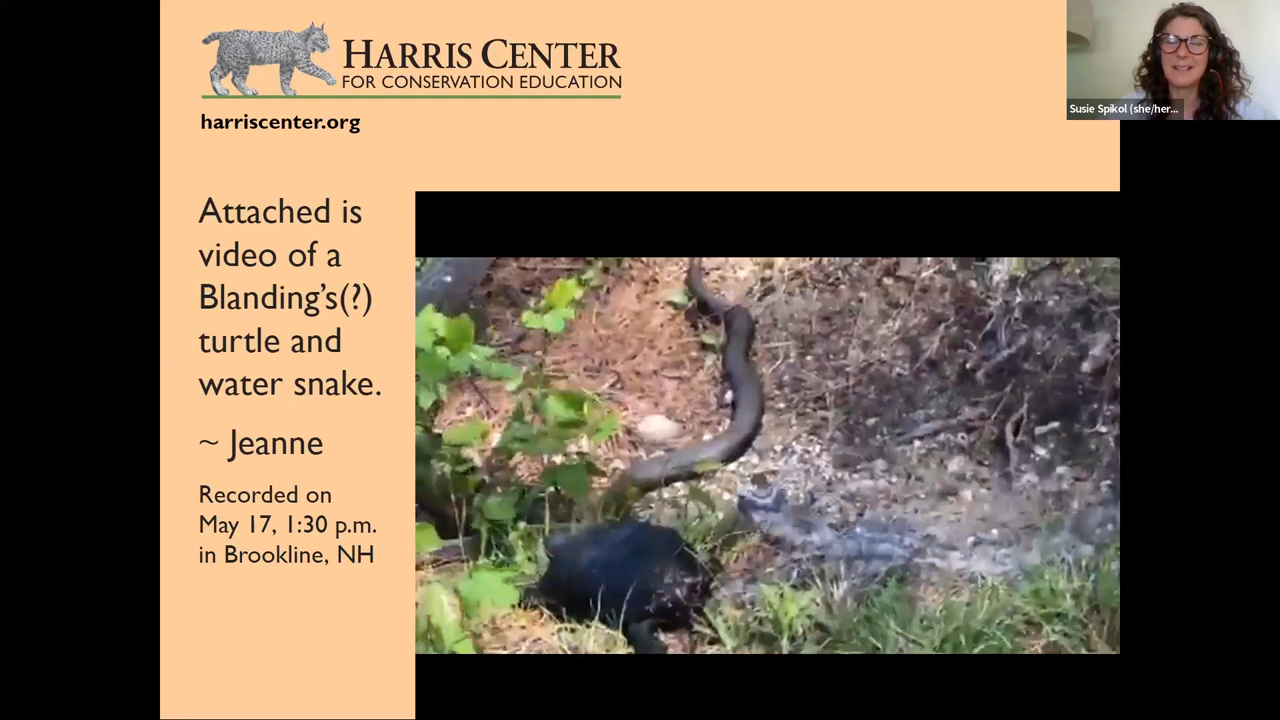 HARRIS CENTER
FOR CONSERVATION EDUCATION
harriscenter.org
Susie Spikol (she/her...
Attached is
video of a
Blanding's(?)
turtle and
water snake.
~ Jeanne
Recorded on
May 17, 1:30 p.m.
in Brookline, NH